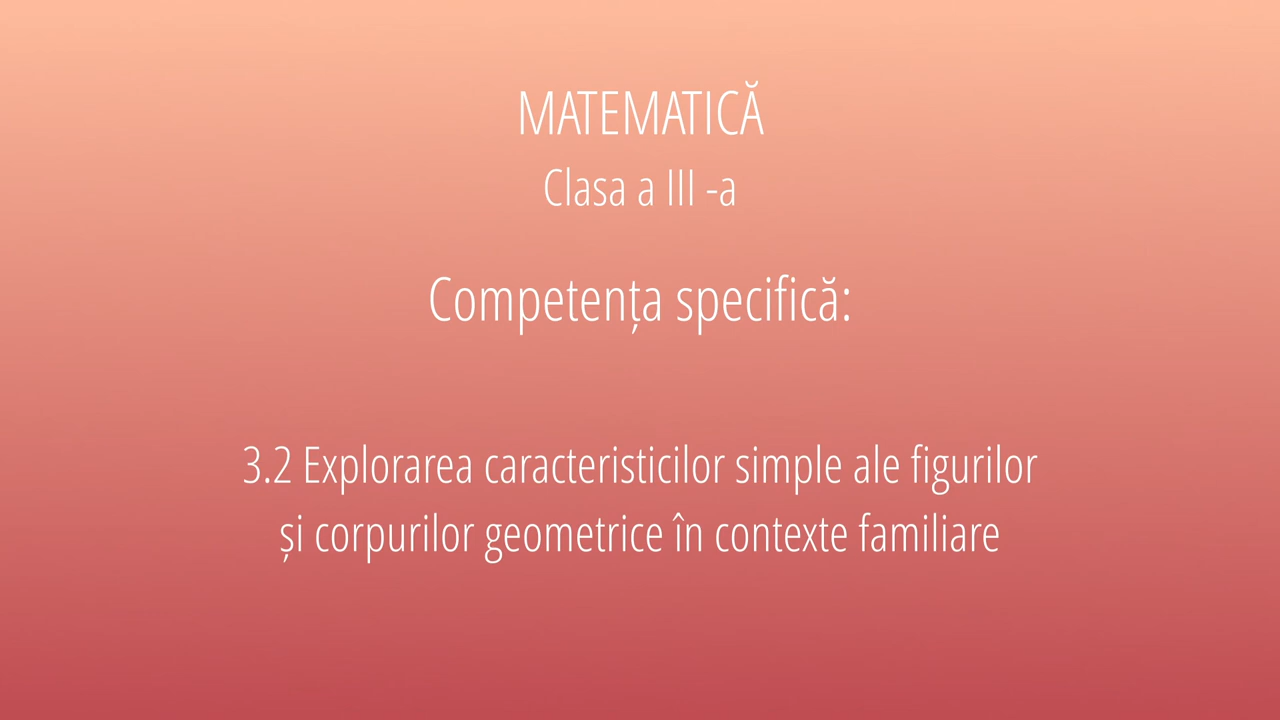 MATEMATICĂ
Clasa a III -a
Competența specifică:
3.2 Explorarea caracteristicilor simple ale figurilor
și corpurilor geometrice în contexte familiare